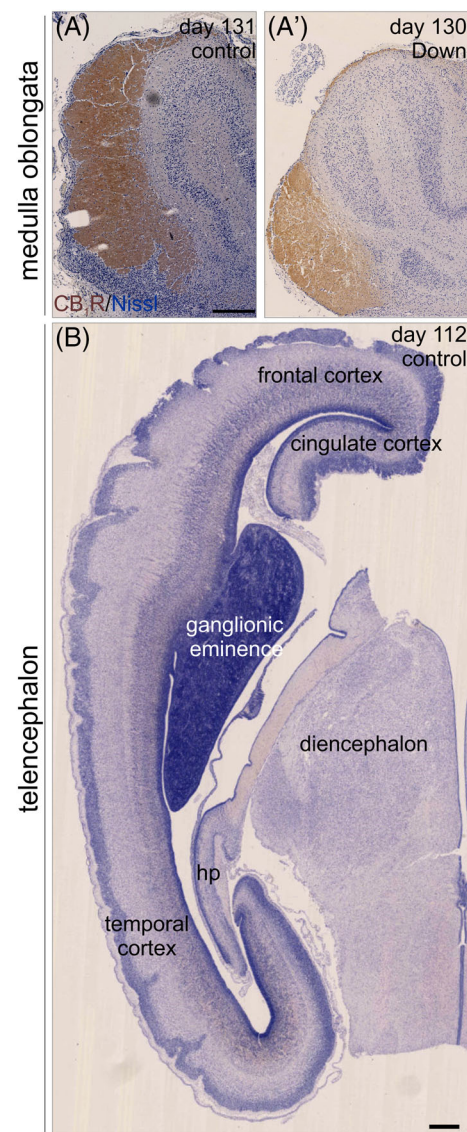 (A)
day 131
control
(A')
day 130
Down
medulla oblongata
CB₁R/Nissl
(B)
day 112
control
frontal cortex
cingulate cortex
ganglionic
eminence
diencephalon
hp
temporal
cortex
telencephalon